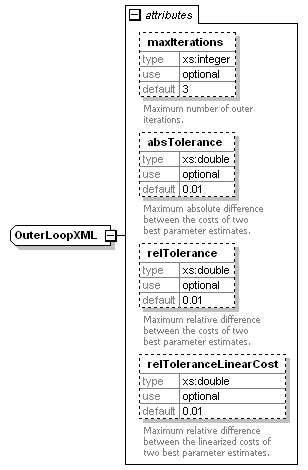 attributes
maxIterations
type xs:integer
use optional
default 3
Maximum number of outer
iterations.
absTolerance
type xs:double
use optional
default 0.01
Maximum absolute difference
between the costs of two
best parameter estimates.
OuterLoopXML
relTolerance
type xs:double
use optional
default 0.01
Maximum relative difference
between the costs of two
best parameter estimates.
relToleranceLinearCost
type xs:double
use optional
default 0.01
Maximum relative difference
between the linearized costs of
two best parameter estimates.